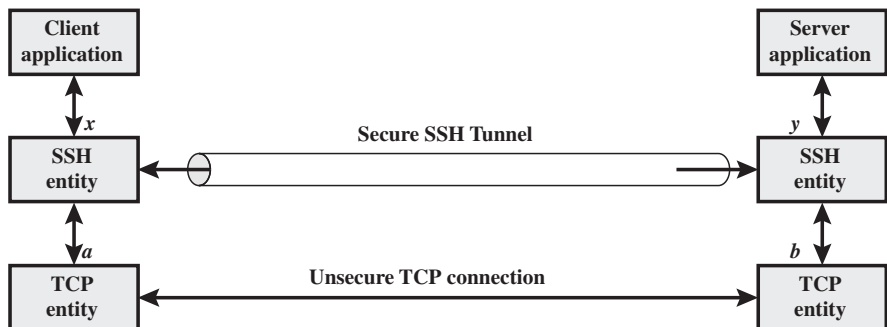 Client
application
Server
application
x
y
Secure SSH Tunnel
SSH
entity
SSH
entity
a
b
Unsecure TCP connection
TCP
entity
TCP
entity